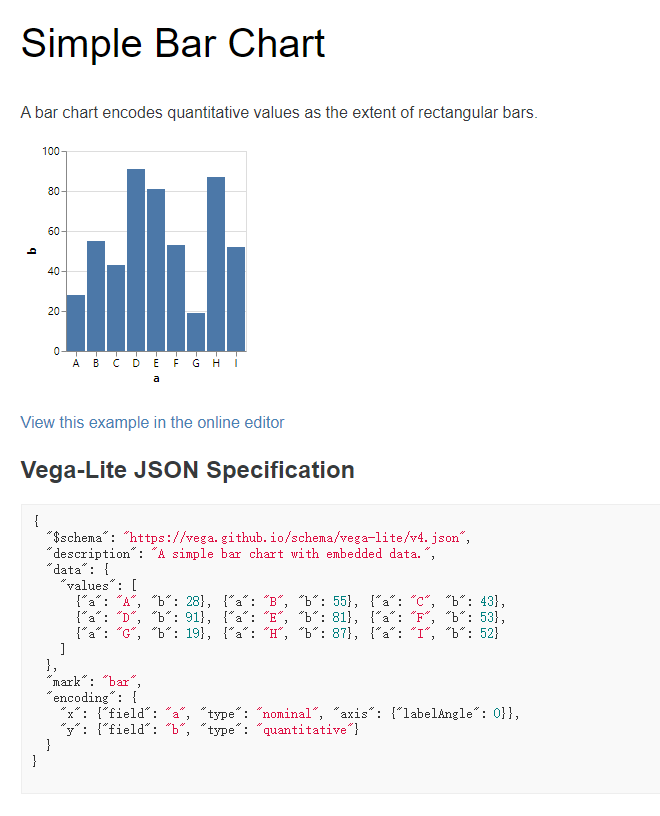 Simple Bar Chart
A bar chart encodes quantitative values as the extent of rectangular bars.
100
80
60
40
20
0
b
A B C D E F G H I
a
View this example in the online editor
Vega-Lite JSON Specification
{
  "$schema": "https://vega.github.io/schema/vega-lite/v4.json",
  "description": "A simple bar chart with embedded data.",
  "data": {
    "values": [
      {"a": "A", "b": 28}, {"a": "B", "b": 55}, {"a": "C", "b": 43},
      {"a": "D", "b": 91}, {"a": "E", "b": 81}, {"a": "F", "b": 53},
      {"a": "G", "b": 19}, {"a": "H", "b": 87}, {"a": "I", "b": 52}
    ]
  },
  "mark": "bar",
  "encoding": {
    "x": {"field": "a", "type": "nominal", "axis": {"labelAngle": 0}},
    "y": {"field": "b", "type": "quantitative"}
  }
}